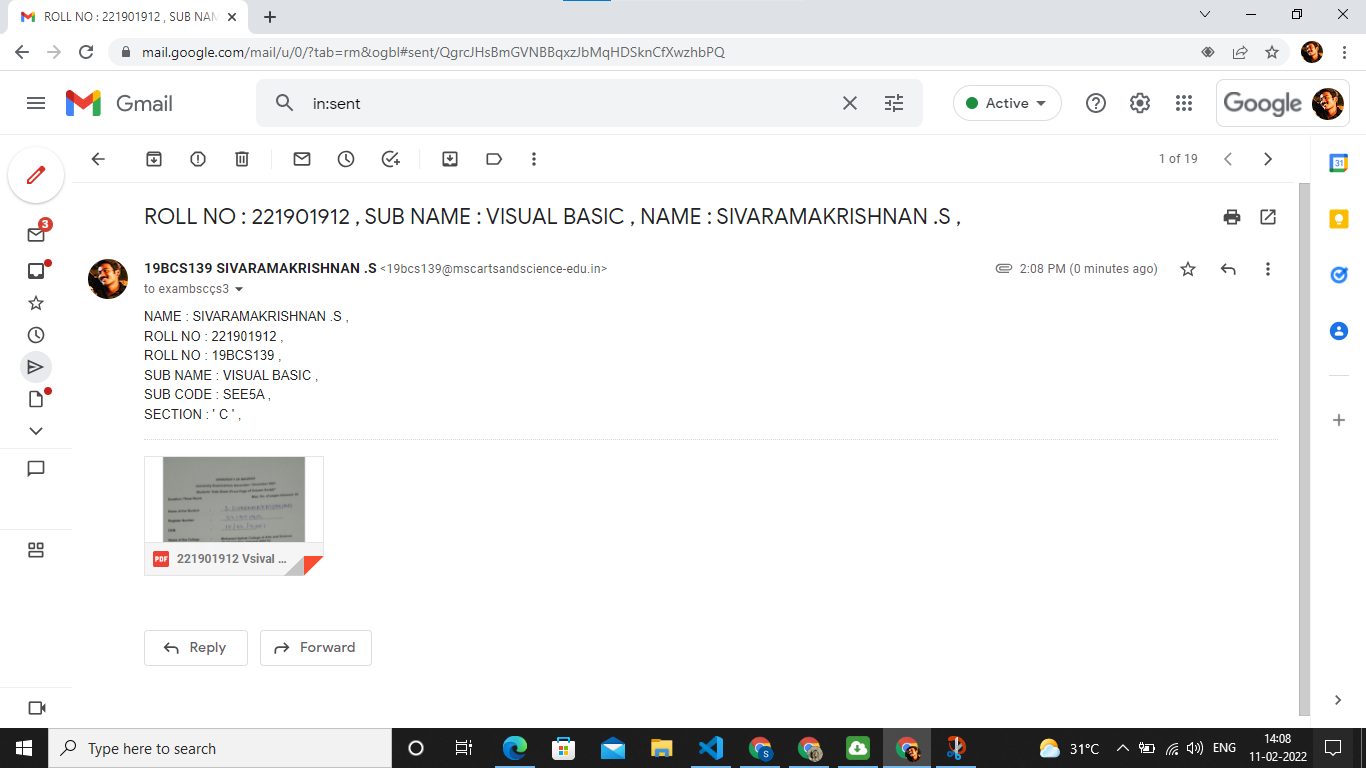 ROLL NO : 221901912 , SUB NAM
mail.google.com/mail/u/0/?tab=rm&ogbl#sent/QgrcJHsBmGVNBBqxzJbMqHDSknCfXwzhbPQ
Gmail
in:sent
Active
Google
1 of 19
31
3
ROLL NO : 221901912 , SUB NAME : VISUAL BASIC , NAME : SIVARAMAKRISHNAN .S ,
19BCS139 SIVARAMAKRISHNAN .S <19bcs139@mscartsandscience-edu.in>
2:08 PM (0 minutes ago)
to exambscçs3
NAME : SIVARAMAKRISHNAN .S ,
ROLL NO : 221901912 ,
ROLL NO : 19BCS139 ,
SUB NAME : VISUAL BASIC ,
SUB CODE : SEE5A ,
SECTION : ' C ' ,
PDF 221901912 Vsival ...
Reply
Forward
Type here to search
S
31°C
ENG
14:08
11-02-2022